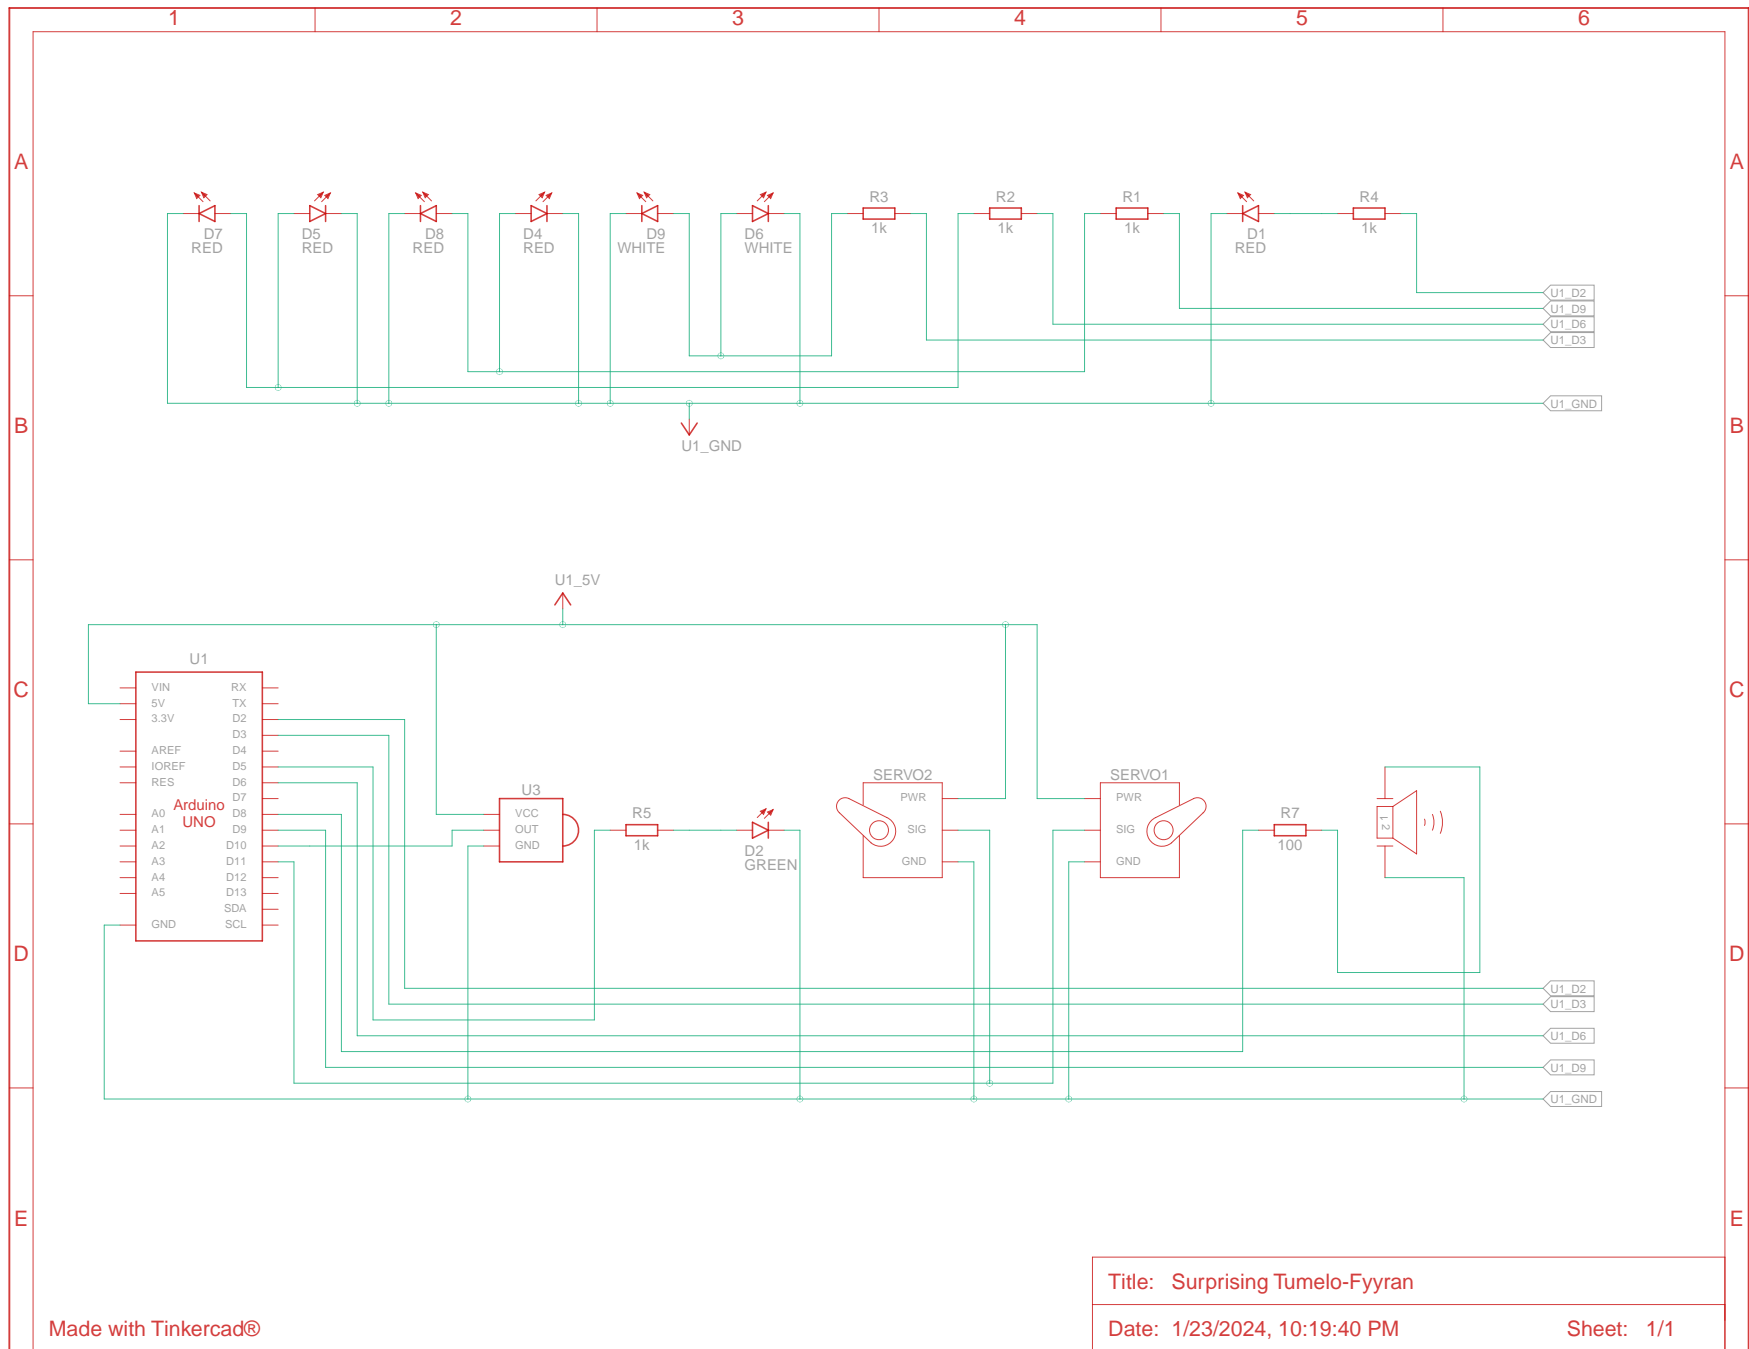 1 2 3 4 5 6
A A
R3 R2 R1 R4
D7 D5 D8 D4 D9 D6 1k 1k 1k D1 1k
RED RED RED RED WHITE WHITE RED
U1_D2
U1_D9
U1_D6
U1_D3
U1_GND
B B
U1_GND
U1_5V
U1
C C
VIN RX
5V TX
3.3V D2
D3
AREF D4
IOREF D5
RES D6
D7
A0 D8
A1 D9
A2 D10
A3 D11
A4 D12
A5 D13
SDA
GND SCL
Arduino
UNO
U3
VCC
OUT
GND
R5
1k
D2
GREEN
SERVO2
PWR
SIG
GND
SERVO1
PWR
SIG
GND
R7
100
1 2
D D
U1_D2
U1_D3
U1_D6
U1_D9
U1_GND
E E
Title: Surprising Tumelo-Fyyran
Made with Tinkercad®
Date: 1/23/2024, 10:19:40 PM Sheet: 1/1